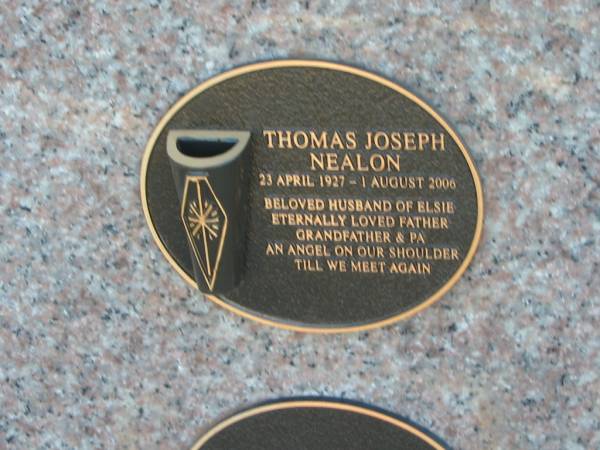 THOMAS JOSEPH
NEALON
23 APRIL 1927 - 1 AUGUST 2006
BELOVED HUSBAND OF ELSIE
ETERNALLY LOVED FATHER
GRANDFATHER & PA
AN ANGEL ON OUR SHOULDER
TILL WE MEET AGAIN